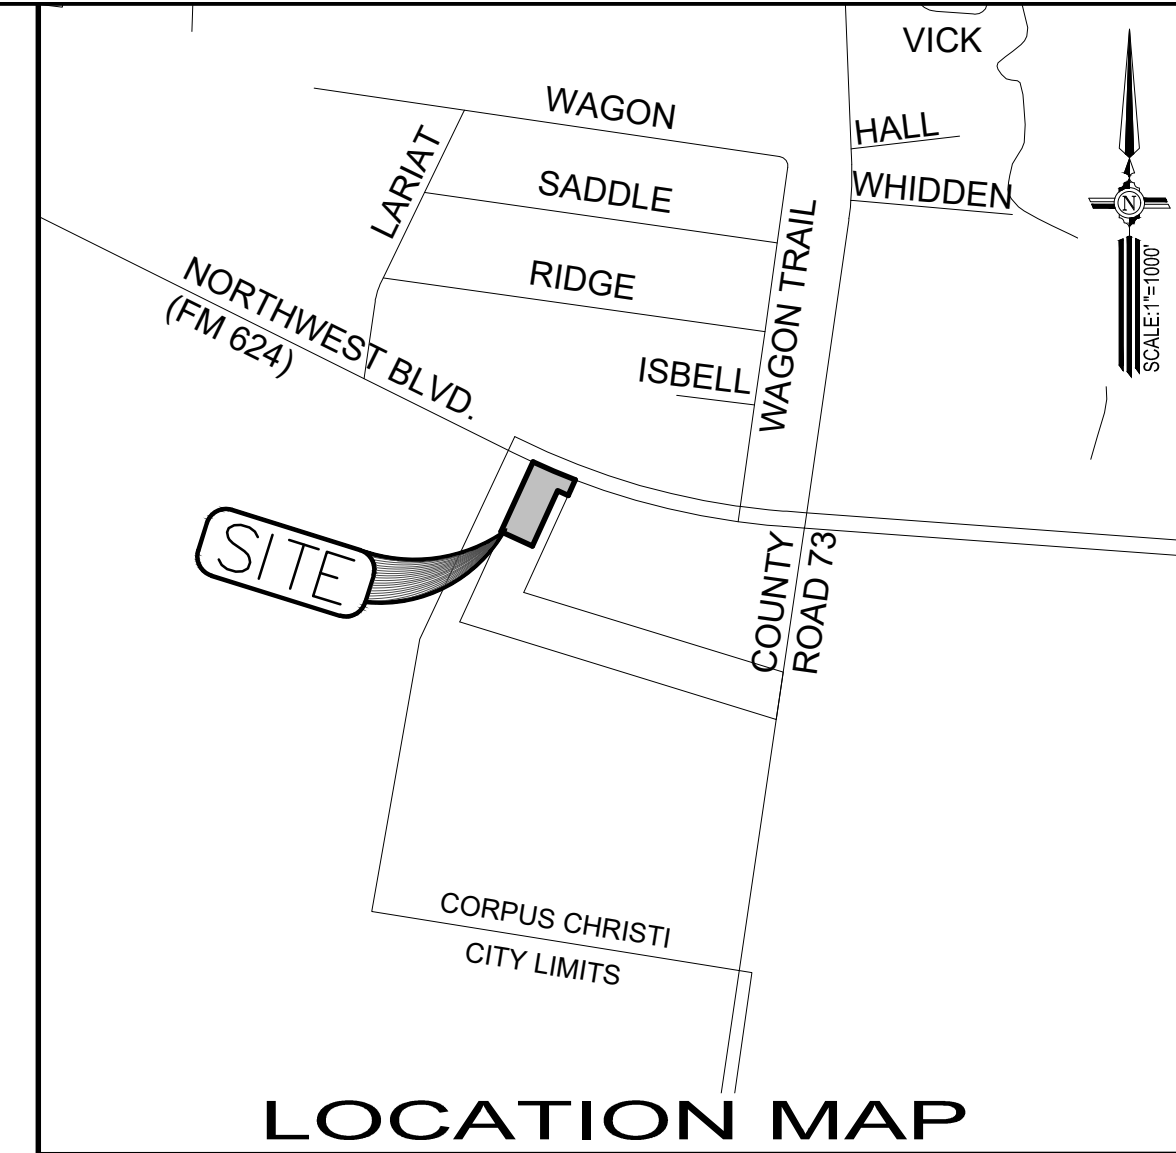 VICK
WAGON
HALL
LARIAT
SADDLE
WHIDDEN
N
WAGON TRAIL
RIDGE
NORTHWEST BLVD.
(FM 624)
SCALE:1"=1000'
ISBELL
SITE
COUNTY
ROAD 73
CORPUS CHRISTI
CITY LIMITS
LOCATION MAP